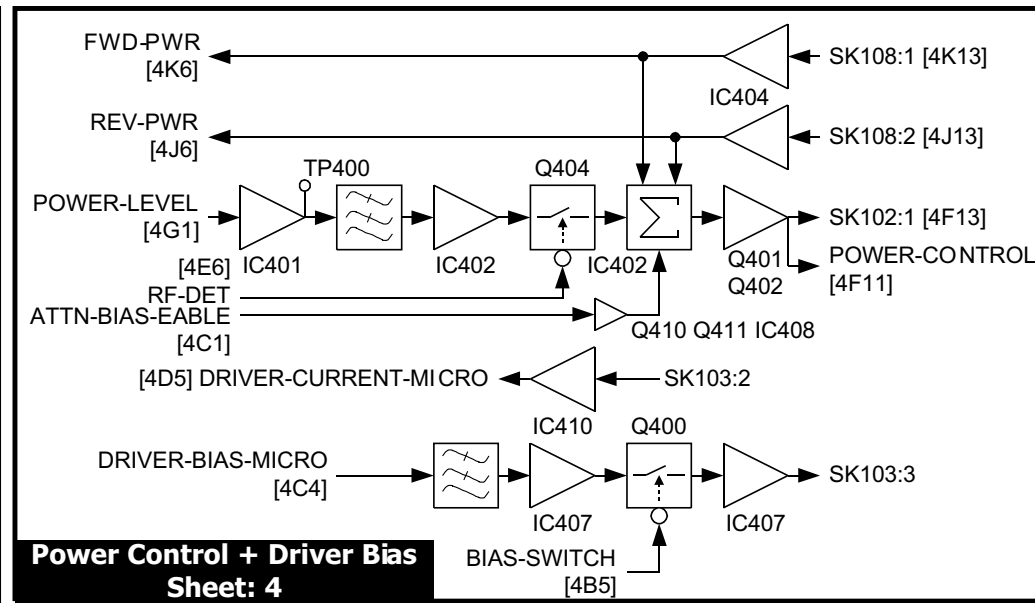 FWD-PWR
[4K6]
SK108:1 [4K13]
IC404
REV-PWR
[4J6]
SK108:2 [4J13]
TP400
Q404
POWER-LEVEL
[4G1]
SK102:1 [4F13]
IC401
IC402
IC402
Q401
Q402
POWER-CONTROL
[4F11]
[4E6]
RF-DET
ATTN-BIAS-EABLE
[4C1]
Q410 Q411 IC408
[4D5] DRIVER-CURRENT-MICRO
SK103:2
IC410
Q400
DRIVER-BIAS-MICRO
[4C4]
SK103:3
IC407
IC407
BIAS-SWITCH
[4B5]
Power Control + Driver Bias
Sheet: 4